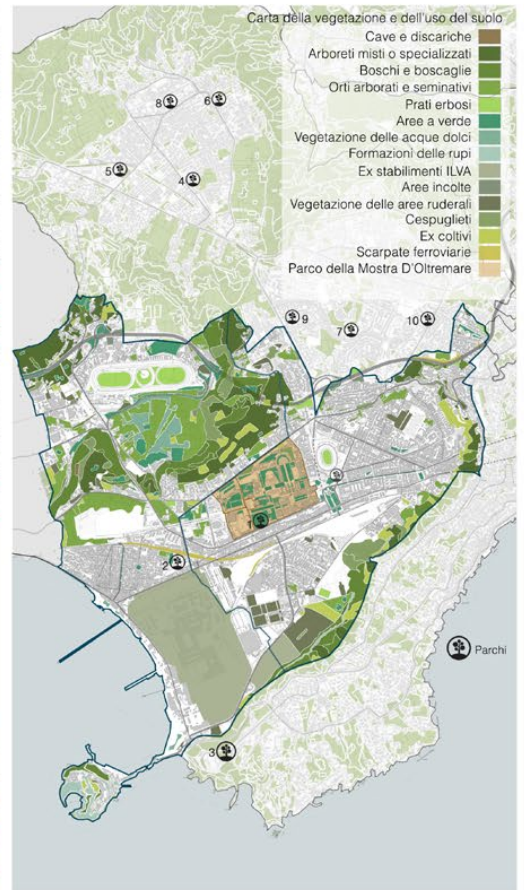 Carta della vegetazione e dell'uso del suolo
Cave e discariche
Arboreti misti o specializzati
Boschi e boscaglie
Orti arborati e seminativi
Prati erbosi
Aree a verde
Vegetazione delle acque dolci
Formazioni delle rupi
Ex stabilimenti ILVA
Aree incolte
Vegetazione delle aree ruderali
Cespuglieti
Ex coltivi
Scarpate ferroviarie
Parco della Mostra D'Oltremare
8
6
5
4
9
7
10
1
2
Parchi
3